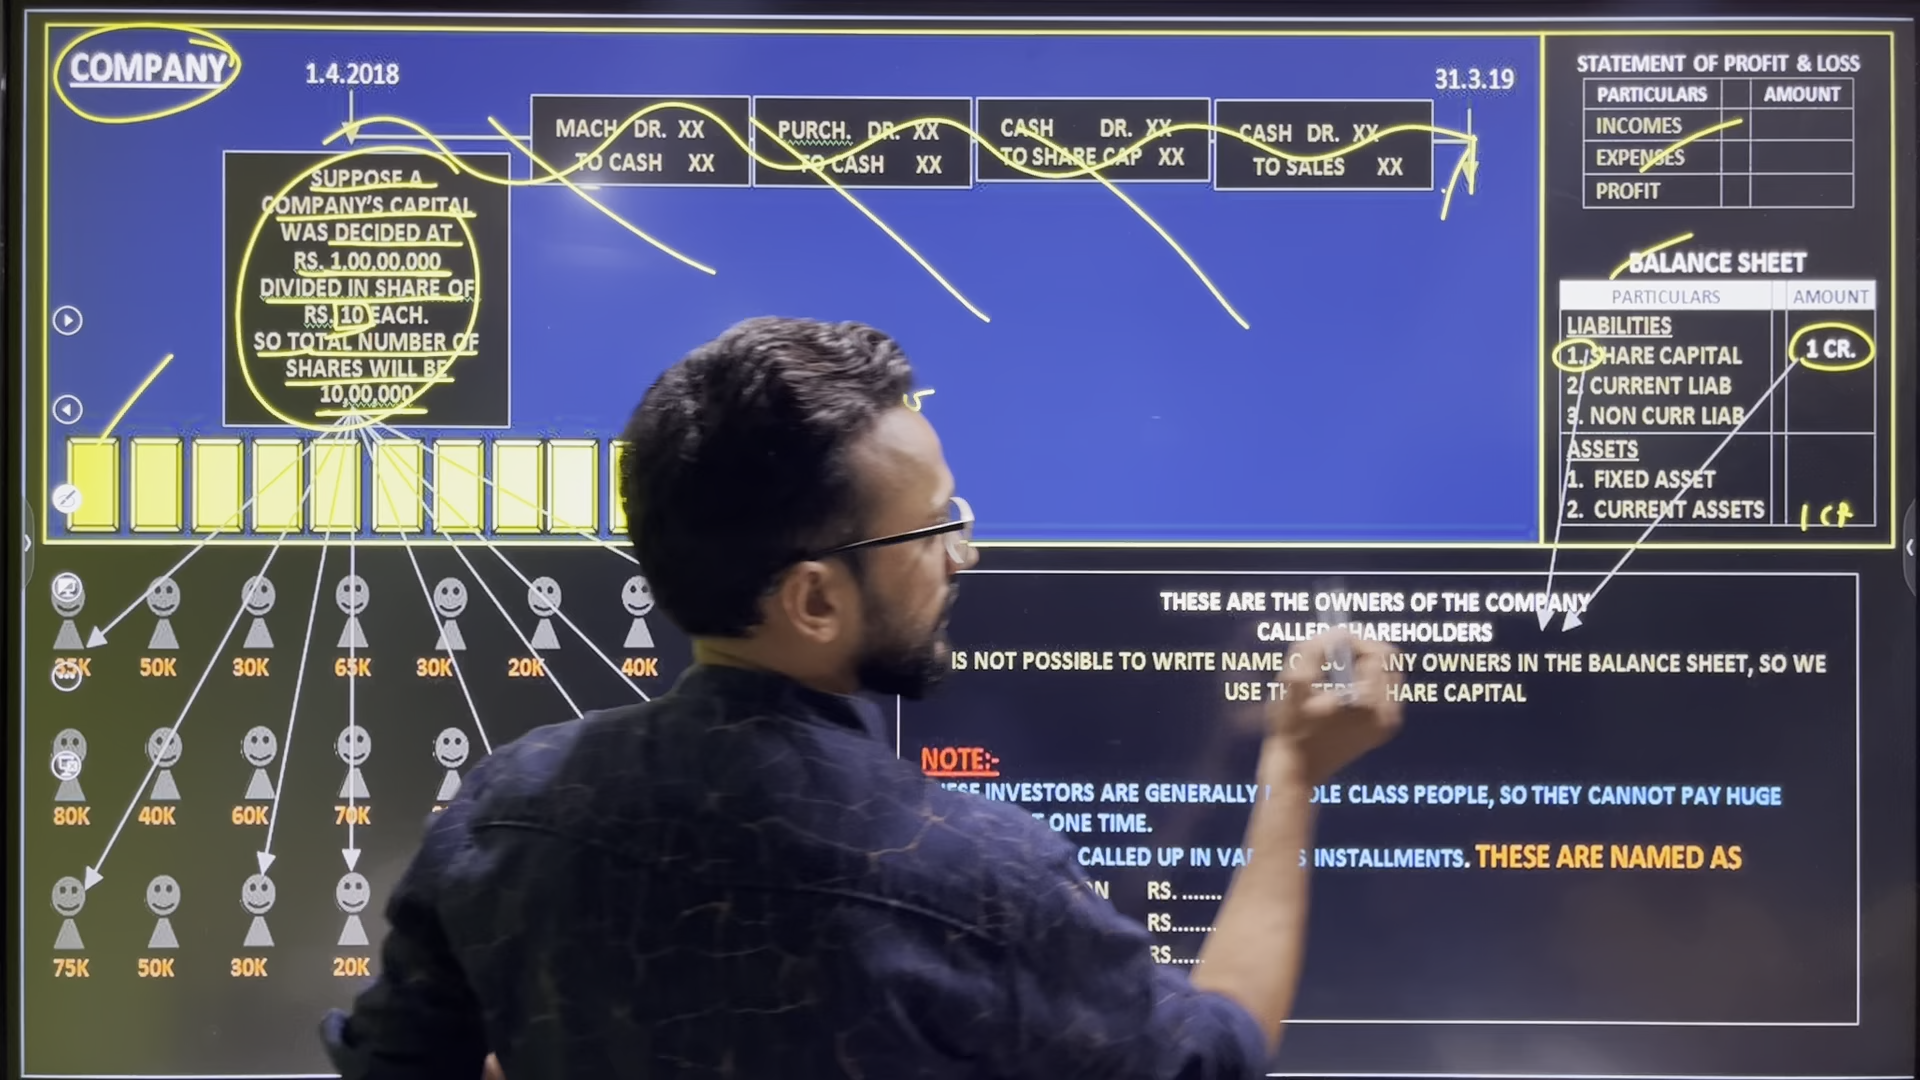 COMPANY
1.4.2018
31.3.19
MACH DR. XX
TO CASH XX
PURCH. DR. XX
TO CASH XX
CASH DR. XX
TO SHARE CAP XX
CASH DR. XX
TO SALES XX
SUPPOSE A
COMPANY'S CAPITAL
WAS DECIDED AT
RS. 1,00,00,000
DIVIDED IN SHARE OF
RS. 10 EACH.
SO TOTAL NUMBER OF
SHARES WILL BE
10,00,000
STATEMENT OF PROFIT & LOSS
PARTICULARS AMOUNT
INCOMES
EXPENSES
PROFIT
BALANCE SHEET
PARTICULARS AMOUNT
LIABILITIES
1. SHARE CAPITAL 1 CR.
2. CURRENT LIAB
3. NON CURR LIAB
ASSETS
1. FIXED ASSET
2. CURRENT ASSETS 1 CR
35K 50K 30K 65K 30K 20K 40K
80K 40K 60K 70K
75K 50K 30K 20K
THESE ARE THE OWNERS OF THE COMPANY
CALLED SHAREHOLDERS
IS NOT POSSIBLE TO WRITE NAME OWNERS IN THE BALANCE SHEET, SO WE
USE SHARE CAPITAL
NOTE:-
INVESTORS ARE GENERALLY CLASS PEOPLE, SO THEY CANNOT PAY HUGE
ONE TIME.
CALLED UP IN INSTALLMENTS. THESE ARE NAMED AS
RS. .......
RS.......
RS......